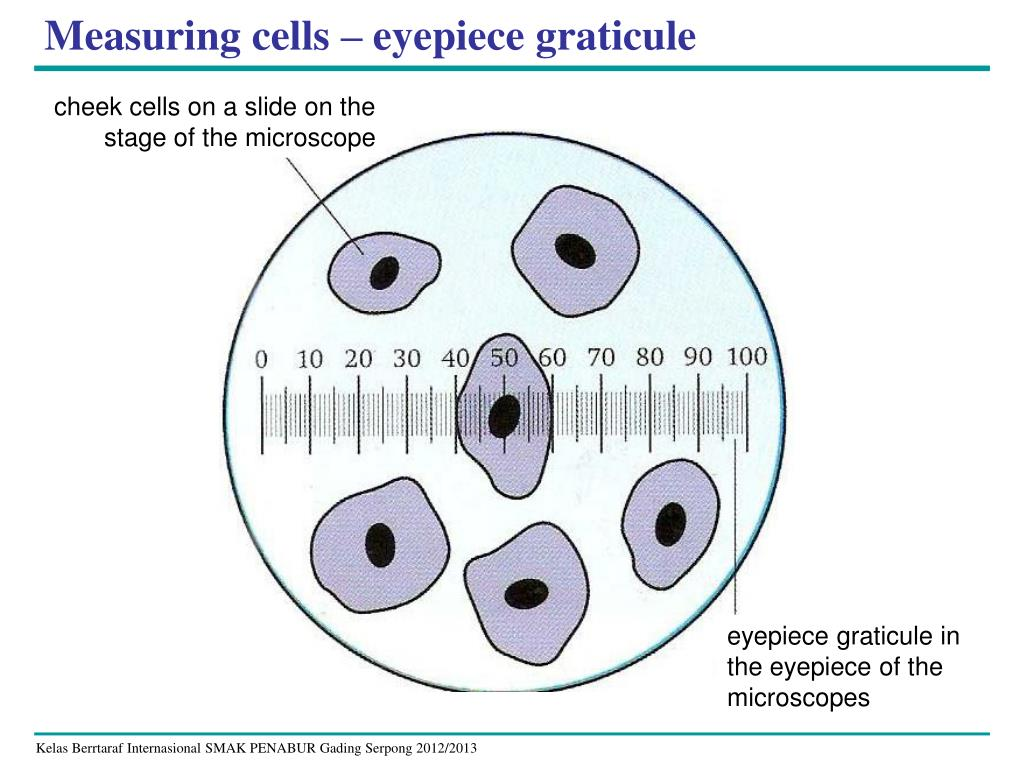 Measuring cells – eyepiece graticule
cheek cells on a slide on the
stage of the microscope
0 10 20 30 40 50 60 70 80 90 100
eyepiece graticule in
the eyepiece of the
microscopes
Kelas Berrtaraf Internasional SMAK PENABUR Gading Serpong 2012/2013